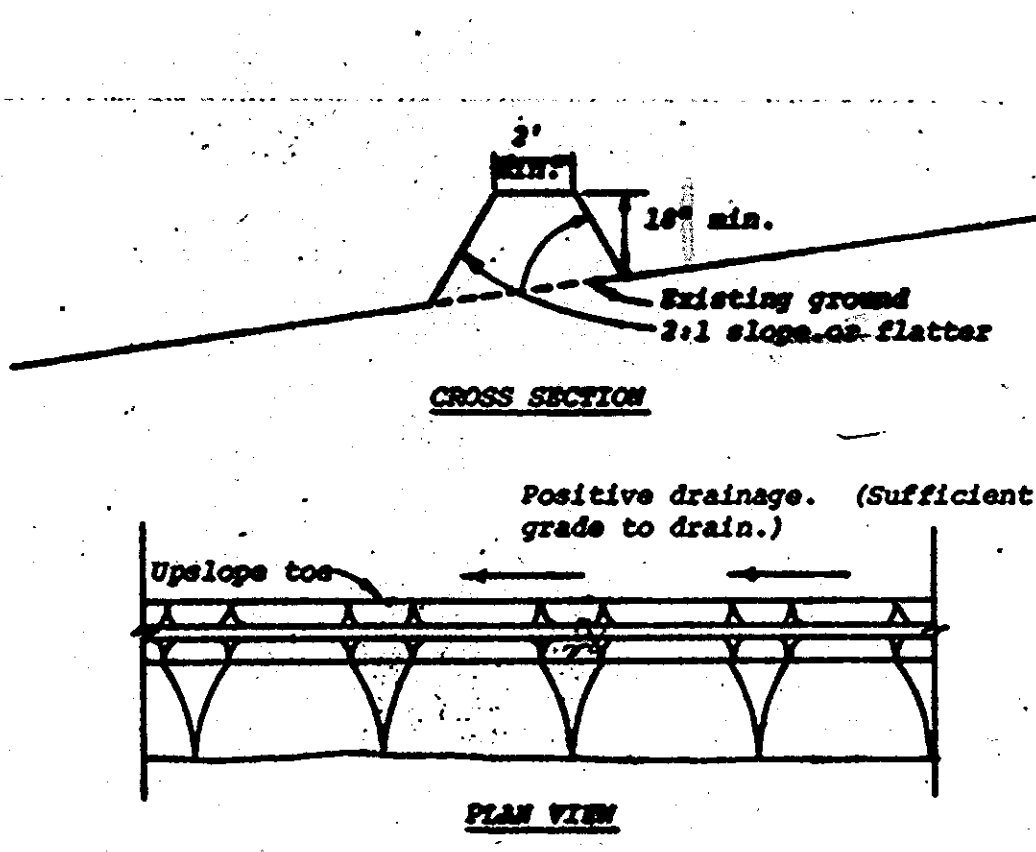 2'
min.
18" min.
Existing ground
2:1 slope or flatter
CROSS SECTION
Positive drainage. (Sufficient
grade to drain.)
Upslope toe
PLAN VIEW